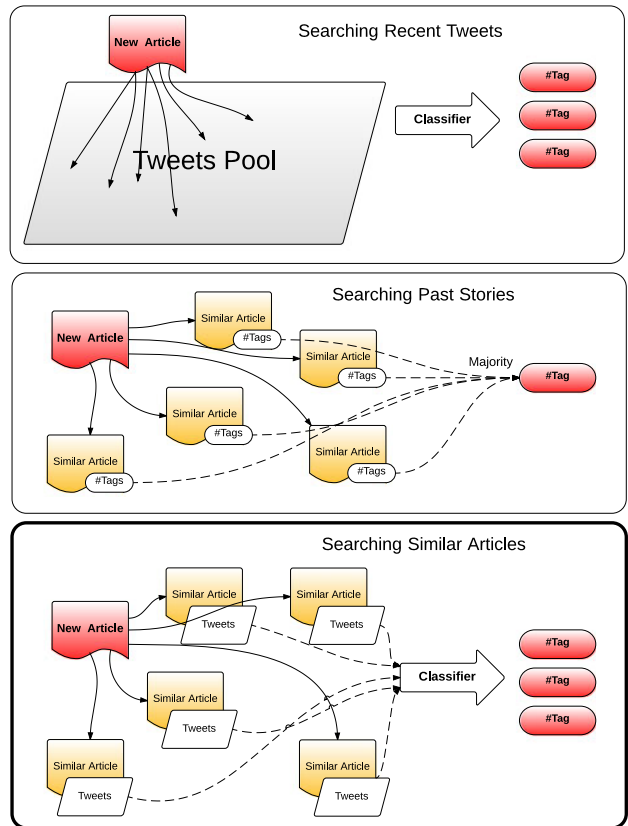 Searching Recent Tweets
New Article
Tweets Pool
Classifier
#Tag
#Tag
#Tag
Searching Past Stories
New Article
Similar Article
#Tags
Similar Article
#Tags
Majority
#Tag
Similar Article
#Tags
Similar Article
#Tags
Similar Article
#Tags
Searching Similar Articles
New Article
Similar Article
Tweets
Similar Article
Tweets
Classifier
#Tag
#Tag
#Tag
Similar Article
Tweets
Similar Article
Tweets
Similar Article
Tweets